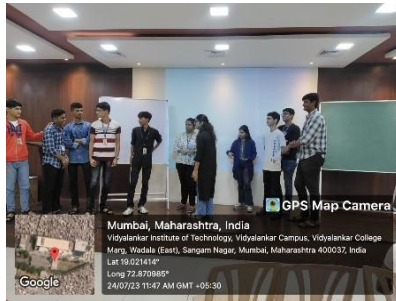 GPS Map Camera
Mumbai, Maharashtra, India
Vidyalankar Institute of Technology, Vidyalankar Campus, Vidyalankar College
Marg, Wadala (East), Sangam Nagar, Mumbai, Maharashtra 400037, India
Lat 19.021414°
Long 72.870985°
24/07/23 11:47 AM GMT +05:30
Google